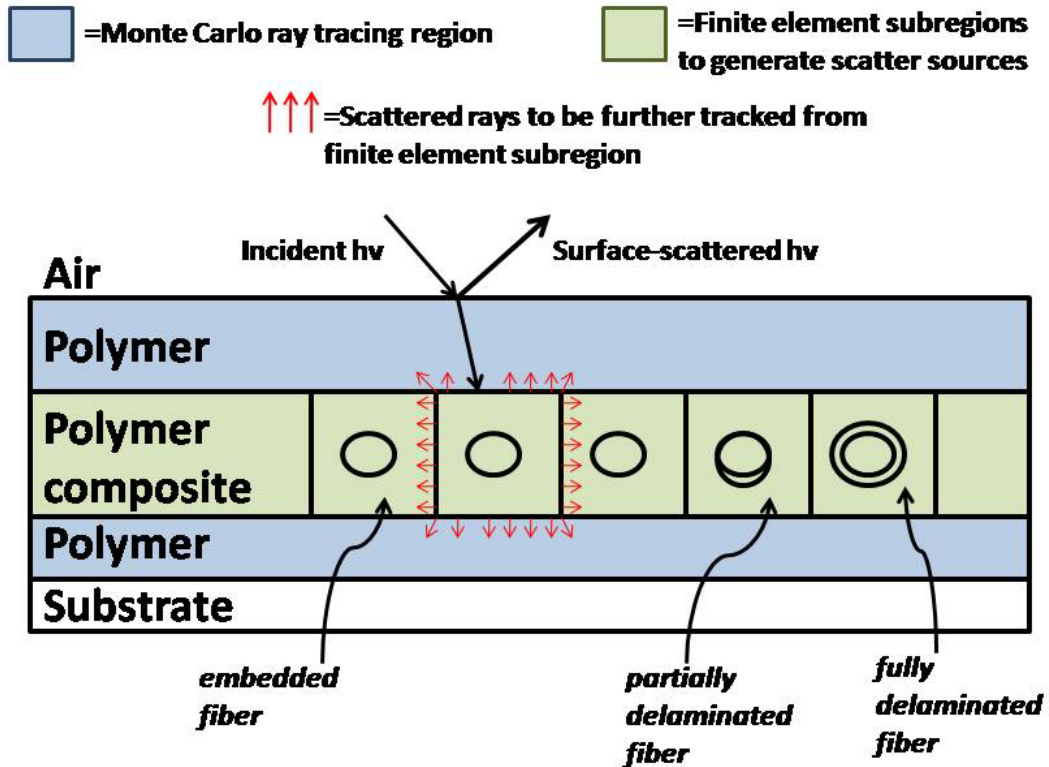 =Monte Carlo ray tracing region
=Finite element subregions
to generate scatter sources
=Scattered rays to be further tracked from
finite element subregion
Incident hv
Surface-scattered hv
Air
Polymer
Polymer
composite
Polymer
Substrate
embedded
fiber
partially
delaminated
fiber
fully
delaminated
fiber